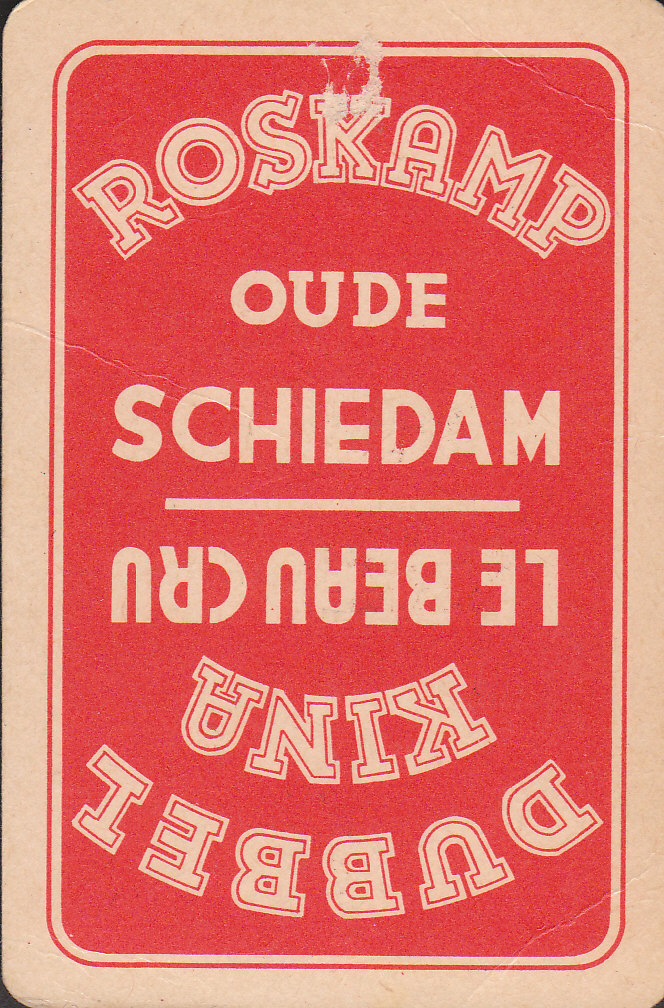 ROSKAMP
OUDE
SCHIEDAM
DUBBEL
KINA
LE BEAU CRU